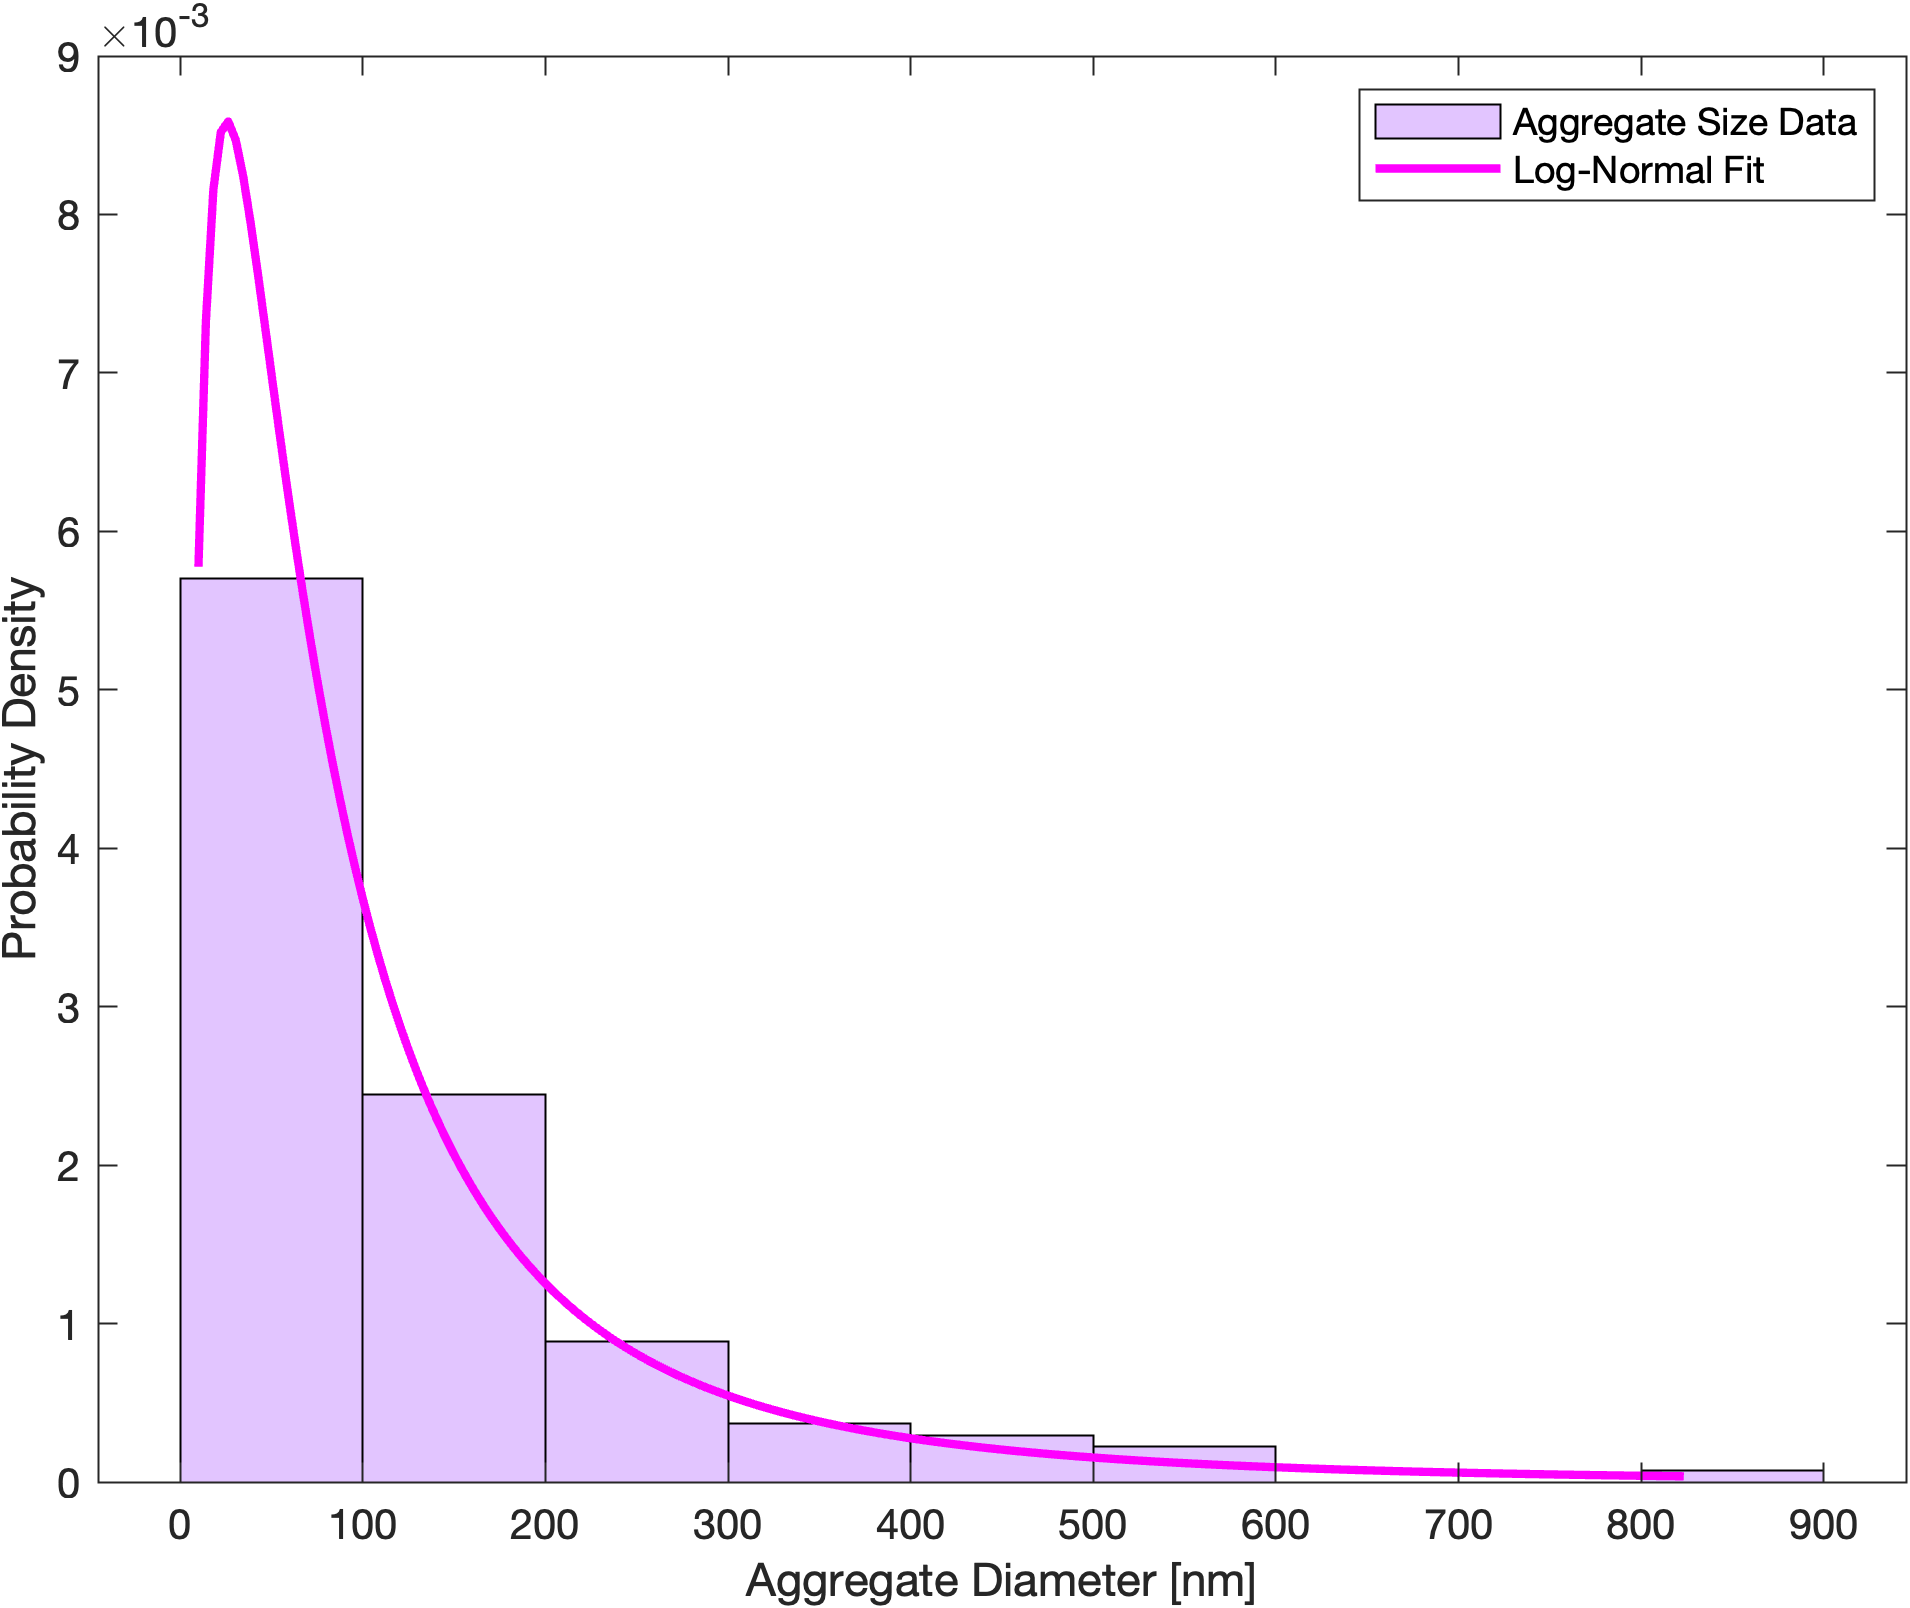 ×10-3
9
8
7
6
5
4
3
2
1
0
Probability Density
Aggregate Size Data
Log-Normal Fit
0 100 200 300 400 500 600 700 800 900
Aggregate Diameter [nm]